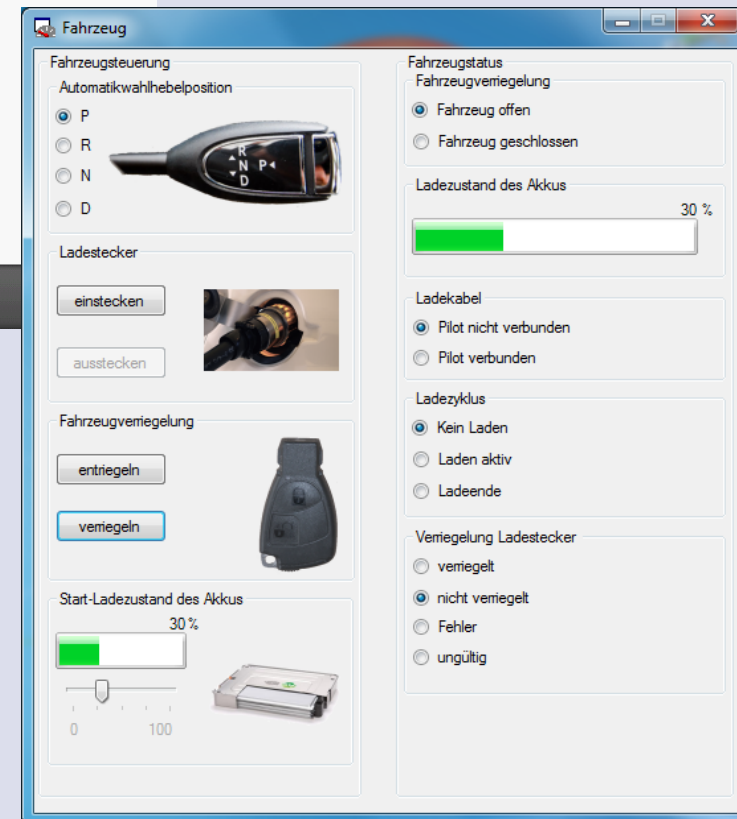 Fahrzeug
Fahrzeugsteuerung
Automatikwahlhebelposition
P
R
N
D
R
N P
D
Ladestecker
einstecken
ausstecken
Fahrzeugverriegelung
entriegeln
verriegeln
Start-Ladezustand des Akkus
30 %
0 100
Fahrzeugstatus
Fahrzeugverriegelung
Fahrzeug offen
Fahrzeug geschlossen
Ladezustand des Akkus
30 %
Ladekabel
Pilot nicht verbunden
Pilot verbunden
Ladezyklus
Kein Laden
Laden aktiv
Ladeende
Verriegelung Ladestecker
verriegelt
nicht verriegelt
Fehler
ungültig